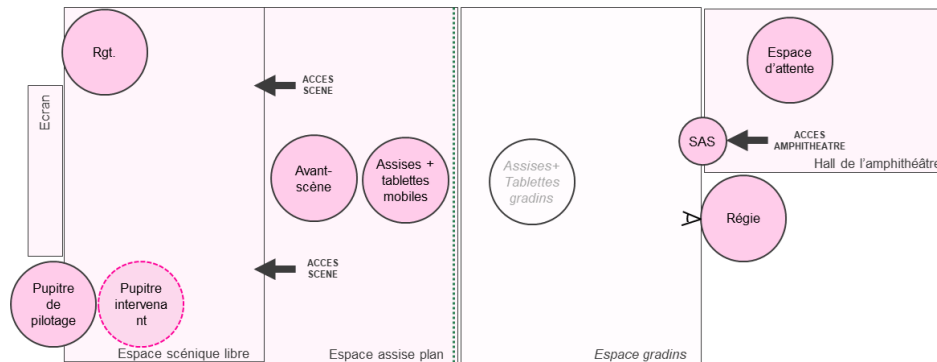 Rgt.
Ecran
ACCES
SCENE
Avant-
scène
Assises +
tablettes
mobiles
ACCES
SCENE
Pupitre
de
pilotage
Pupitre
intervena
nt
Espace scénique libre
Espace assise plan
Assises+
Tablettes
gradins
Espace gradins
Espace
d'attente
SAS
ACCES
AMPHITHEATRE
Hall de l'amphithéâtre
Régie